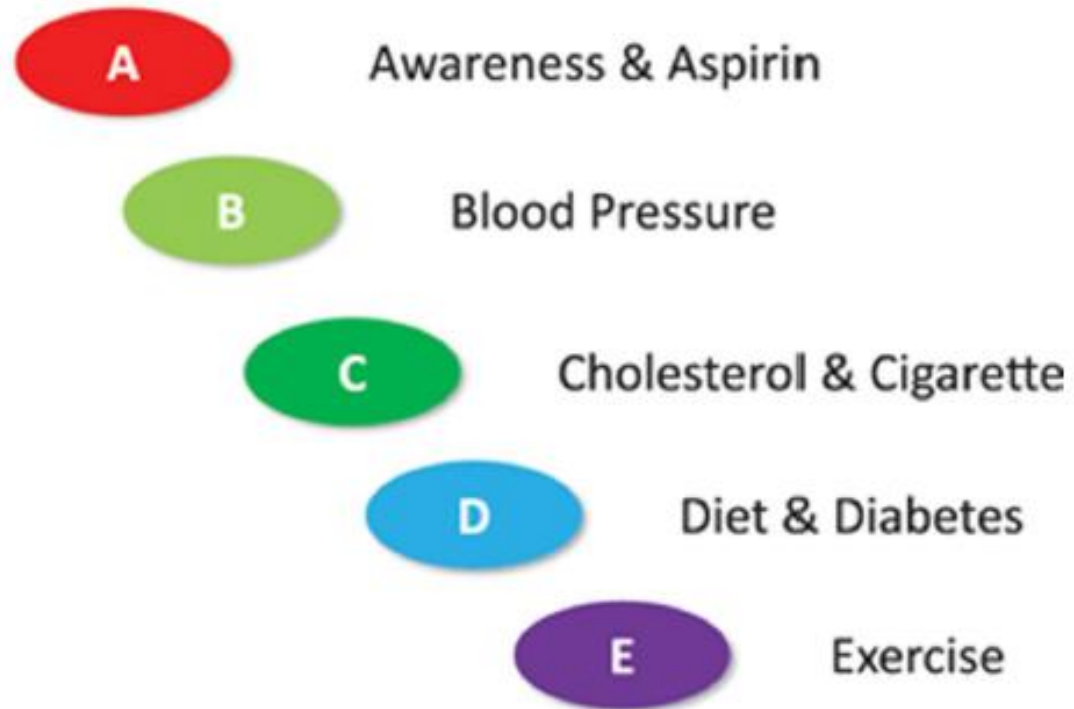 A Awareness & Aspirin
B Blood Pressure
C Cholesterol & Cigarette
D Diet & Diabetes
E Exercise